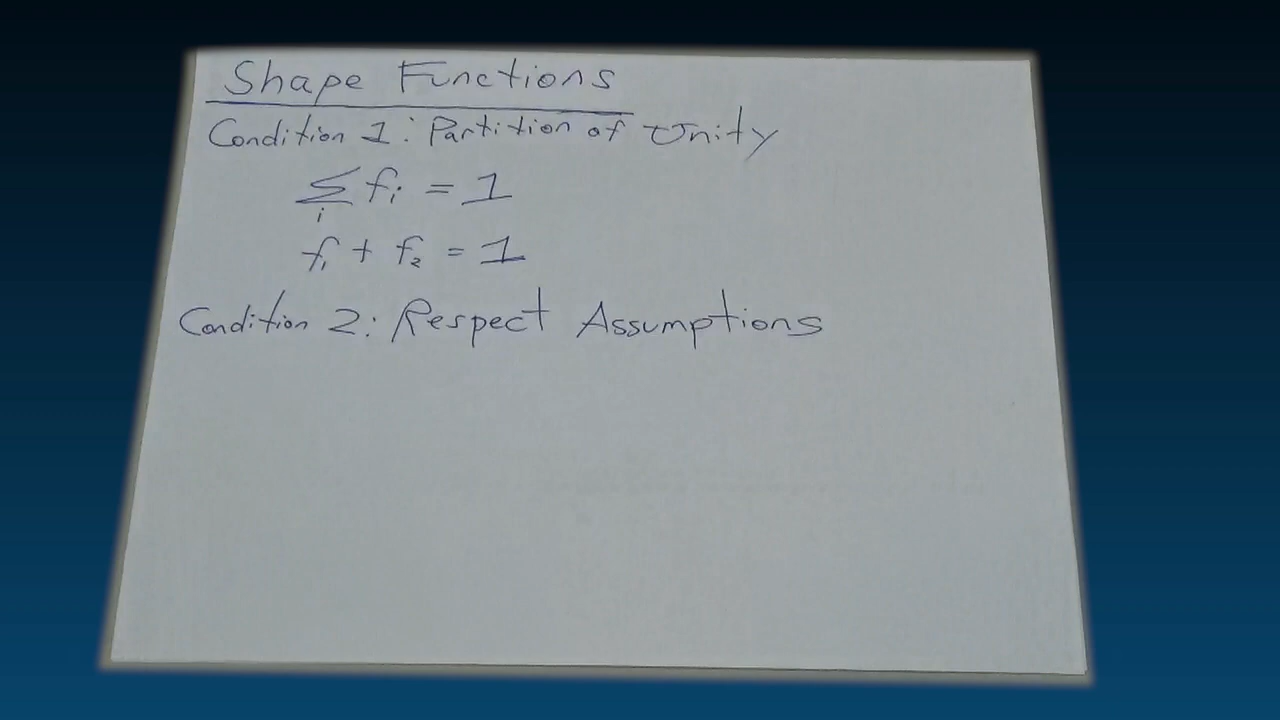 Shape Functions
Condition 1: Partition of Unity
∑ᵢ fᵢ = 1
f₁ + f₂ = 1
Condition 2: Respect Assumptions